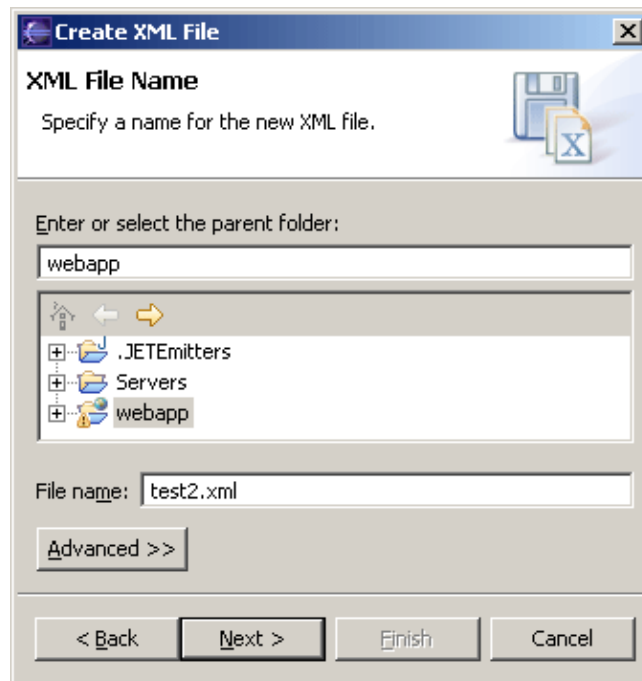 Create XML File
XML File Name
Specify a name for the new XML file.
X
Enter or select the parent folder:
webapp
.JETEmitters
Servers
webapp
File name: test2.xml
Advanced >>
< Back Next > Finish Cancel